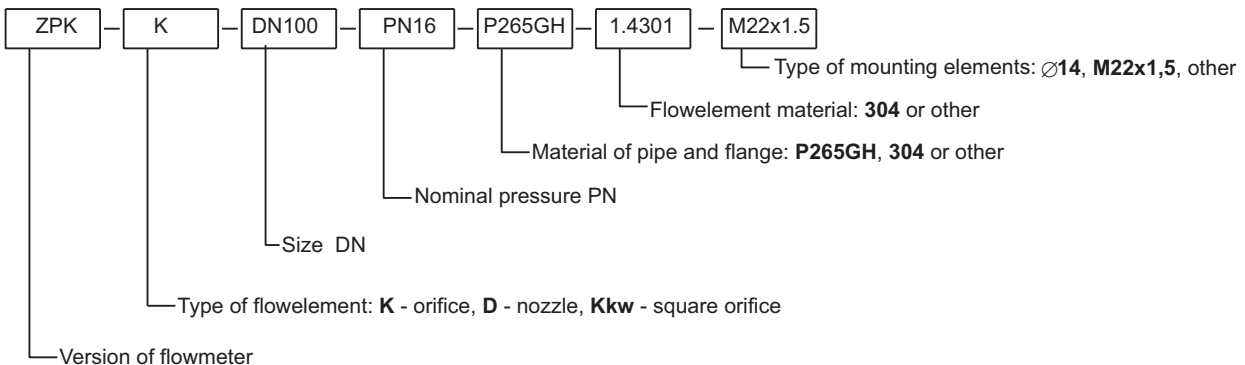 ZPK – K – DN100 – PN16 – P265GH – 1.4301 – M22x1.5
Type of mounting elements: ∅14, M22x1,5, other
Flowelement material: 304 or other
Material of pipe and flange: P265GH, 304 or other
Nominal pressure PN
Size DN
Type of flowelement: K - orifice, D - nozzle, Kkw - square orifice
Version of flowmeter